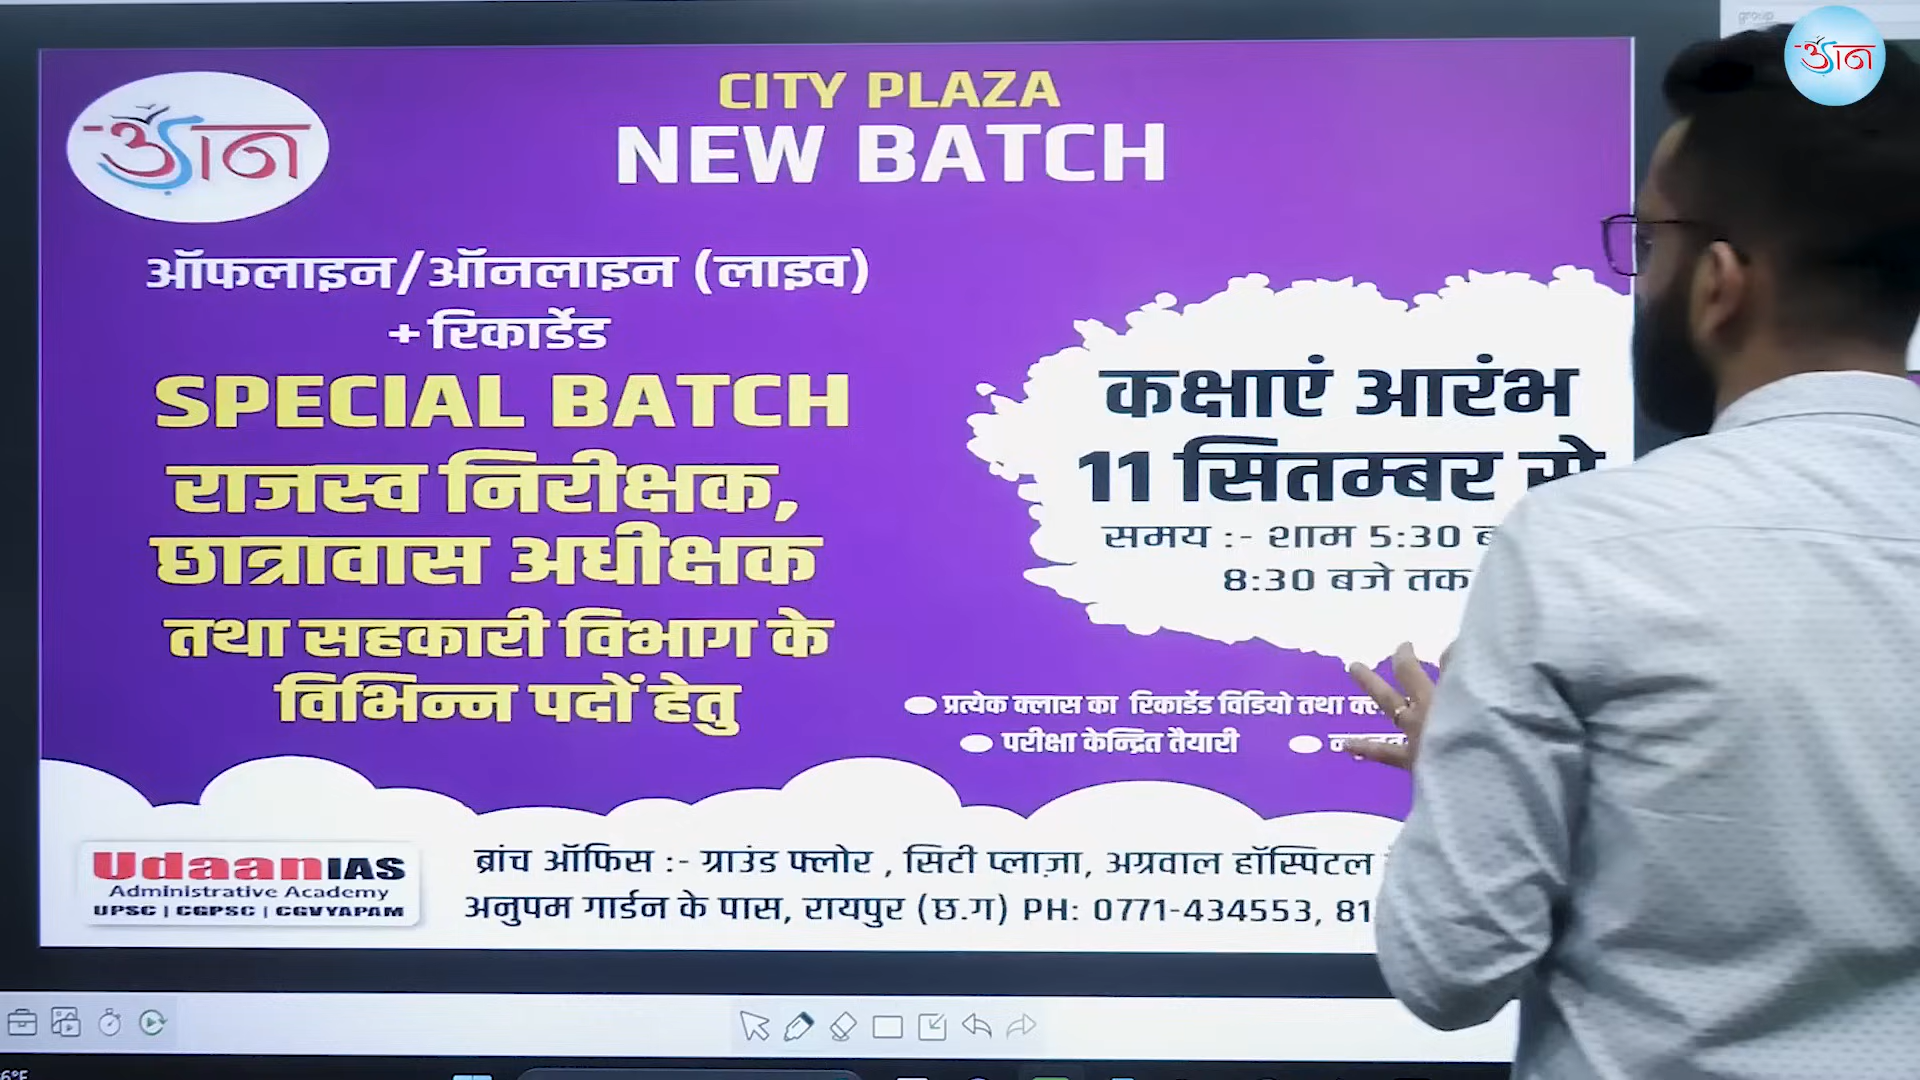 group
उड़ान
उड़ान
CITY PLAZA
NEW BATCH
ऑफलाइन/ऑनलाइन (लाइव)
+ रिकार्डेड
SPECIAL BATCH
राजस्व निरीक्षक,
छात्रावास अधीक्षक
तथा सहकारी विभाग के
विभिन्न पदों हेतु
कक्षाएं आरंभ
11 सितम्बर से
समय :- शाम 5:30
8:30 बजे तक
प्रत्येक क्लास का रिकार्डेड विडियो तथा
परीक्षा केन्द्रित तैयारी
UdaanIAS
Administrative Academy
UPSC | CGPSC | CGVYAPAM
ब्रांच ऑफिस :- ग्राउंड फ्लोर , सिटी प्लाज़ा, अग्रवाल हॉस्पिटल
अनुपम गार्डन के पास, रायपुर (छ.ग) PH: 0771-434553, 81